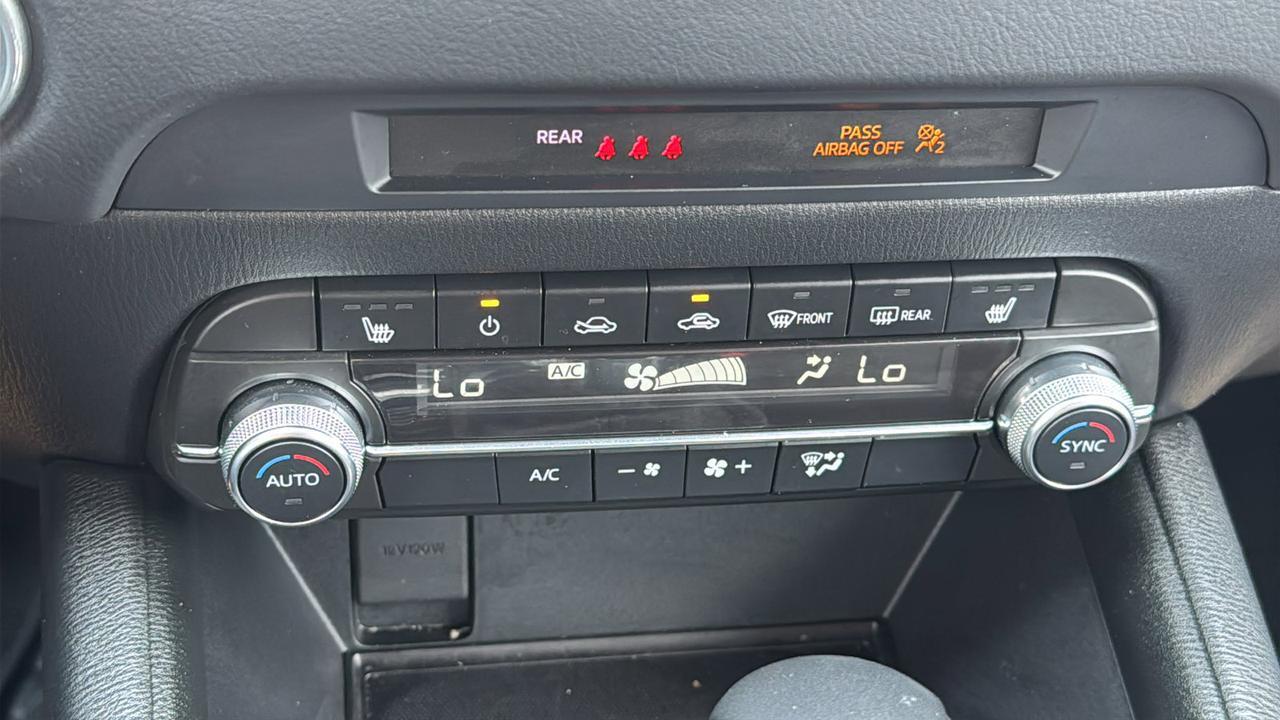 REAR
PASS
AIRBAG OFF
2
FRONT
REAR
Lo
A/C
Lo
AUTO
SYNC
A/C
-
+
12V120W